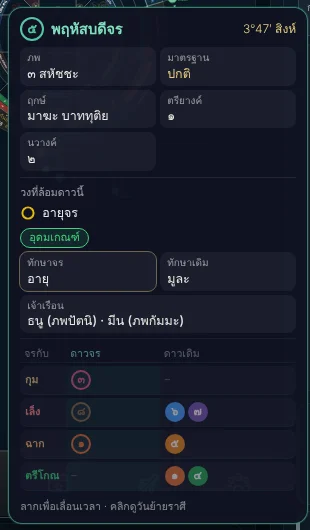 ๕ พฤหัสบดีจร 3°47' สิงห์
ภพ มาตรฐาน
๓ สหัชชะ ปกติ
ฤกษ์ ตรียางค์
มาฆะ บาททุติย ๑
นวางค์
๒
วงที่ล้อมดาวนี้
อายุจร
อุดมเกณฑ์
ทักษาจร ทักษาเดิม
อายุ มูละ
เจ้าเรือน
ธนู (ภพปัตนิ) · มีน (ภพกัมมะ)
จรกับ ดาวจร ดาวเดิม
กุม ๓ –
เล็ง ๘ ๖ ๗
ฉาก ๑ ๕
ตรีโกณ – ๑ ๔
ลากเพื่อเลื่อนเวลา · คลิกดูวันย้ายราศี